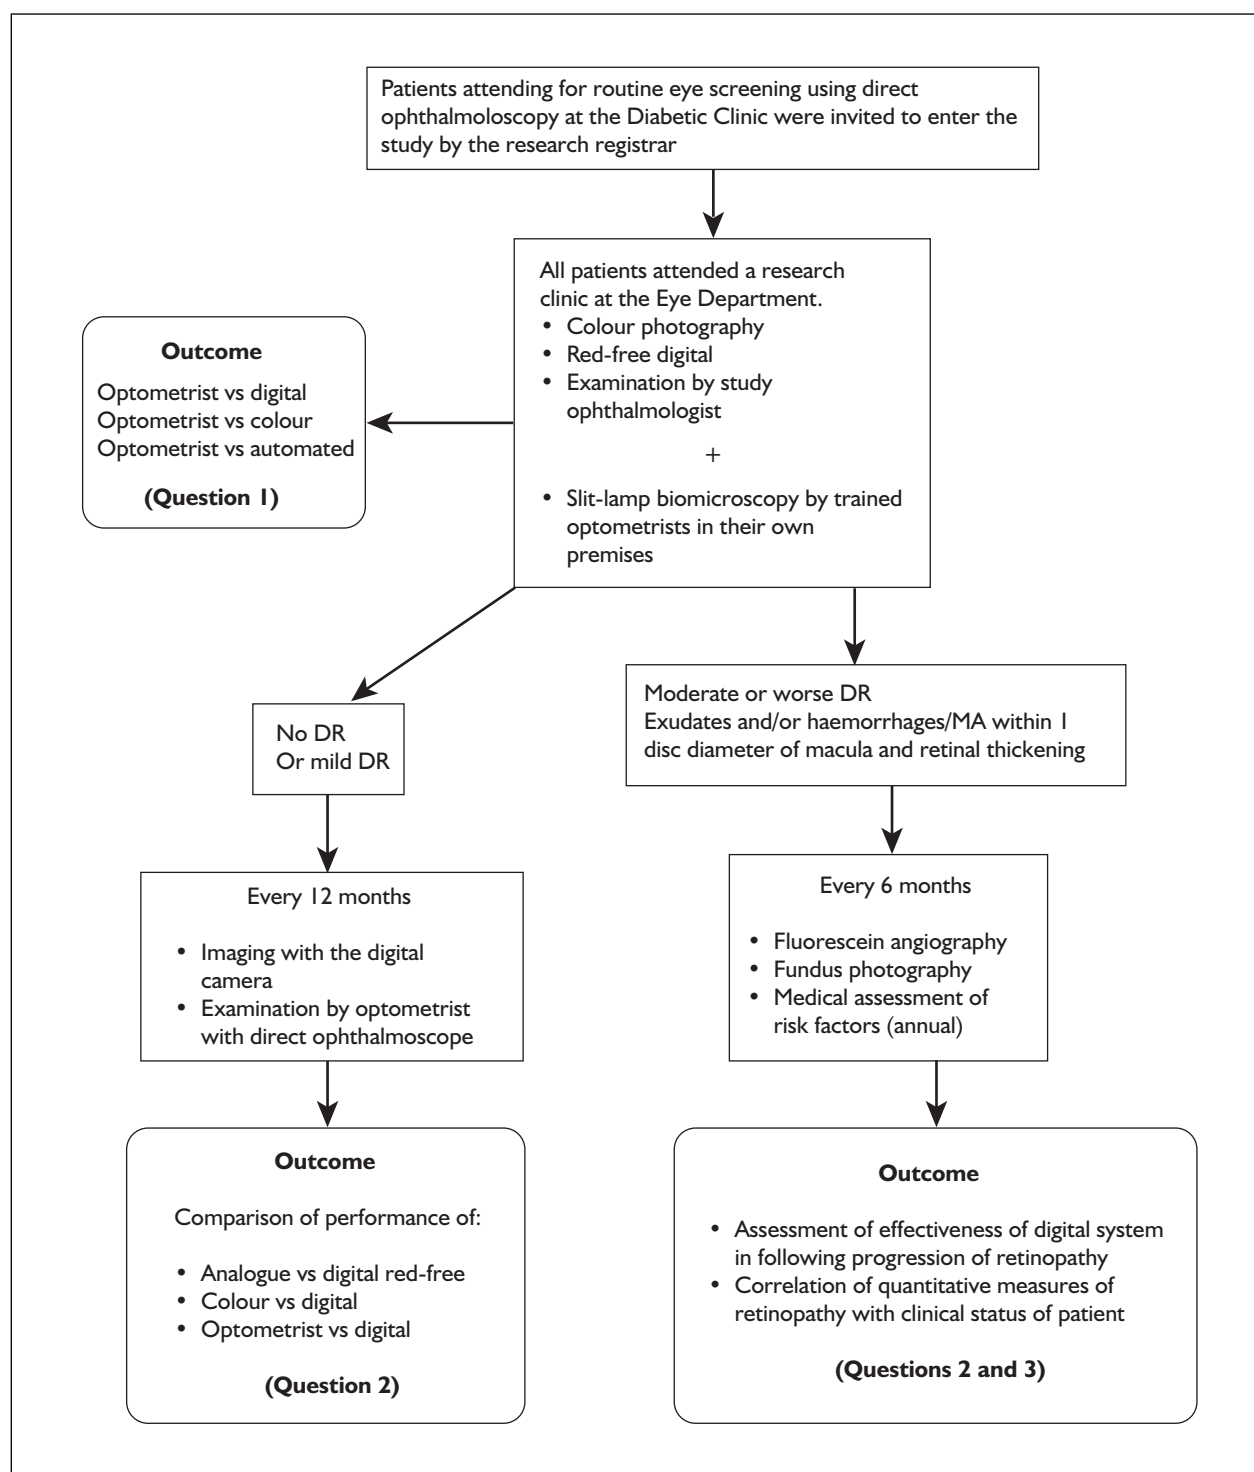 Patients attending for routine eye screening using direct
ophthalmoloscopy at the Diabetic Clinic were invited to enter the
study by the research registrar
All patients attended a research
clinic at the Eye Department.
• Colour photography
• Red-free digital
• Examination by study
ophthalmologist
+
• Slit-lamp biomicroscopy by trained
optometrists in their own
premises
Outcome
Optometrist vs digital
Optometrist vs colour
Optometrist vs automated
(Question 1)
No DR
Or mild DR
Moderate or worse DR
Exudates and/or haemorrhages/MA within 1
disc diameter of macula and retinal thickening
Every 12 months
• Imaging with the digital
camera
• Examination by optometrist
with direct ophthalmoscope
Every 6 months
• Fluorescein angiography
• Fundus photography
• Medical assessment of
risk factors (annual)
Outcome
Comparison of performance of:
• Analogue vs digital red-free
• Colour vs digital
• Optometrist vs digital
(Question 2)
Outcome
• Assessment of effectiveness of digital system
in following progression of retinopathy
• Correlation of quantitative measures of
retinopathy with clinical status of patient
(Questions 2 and 3)